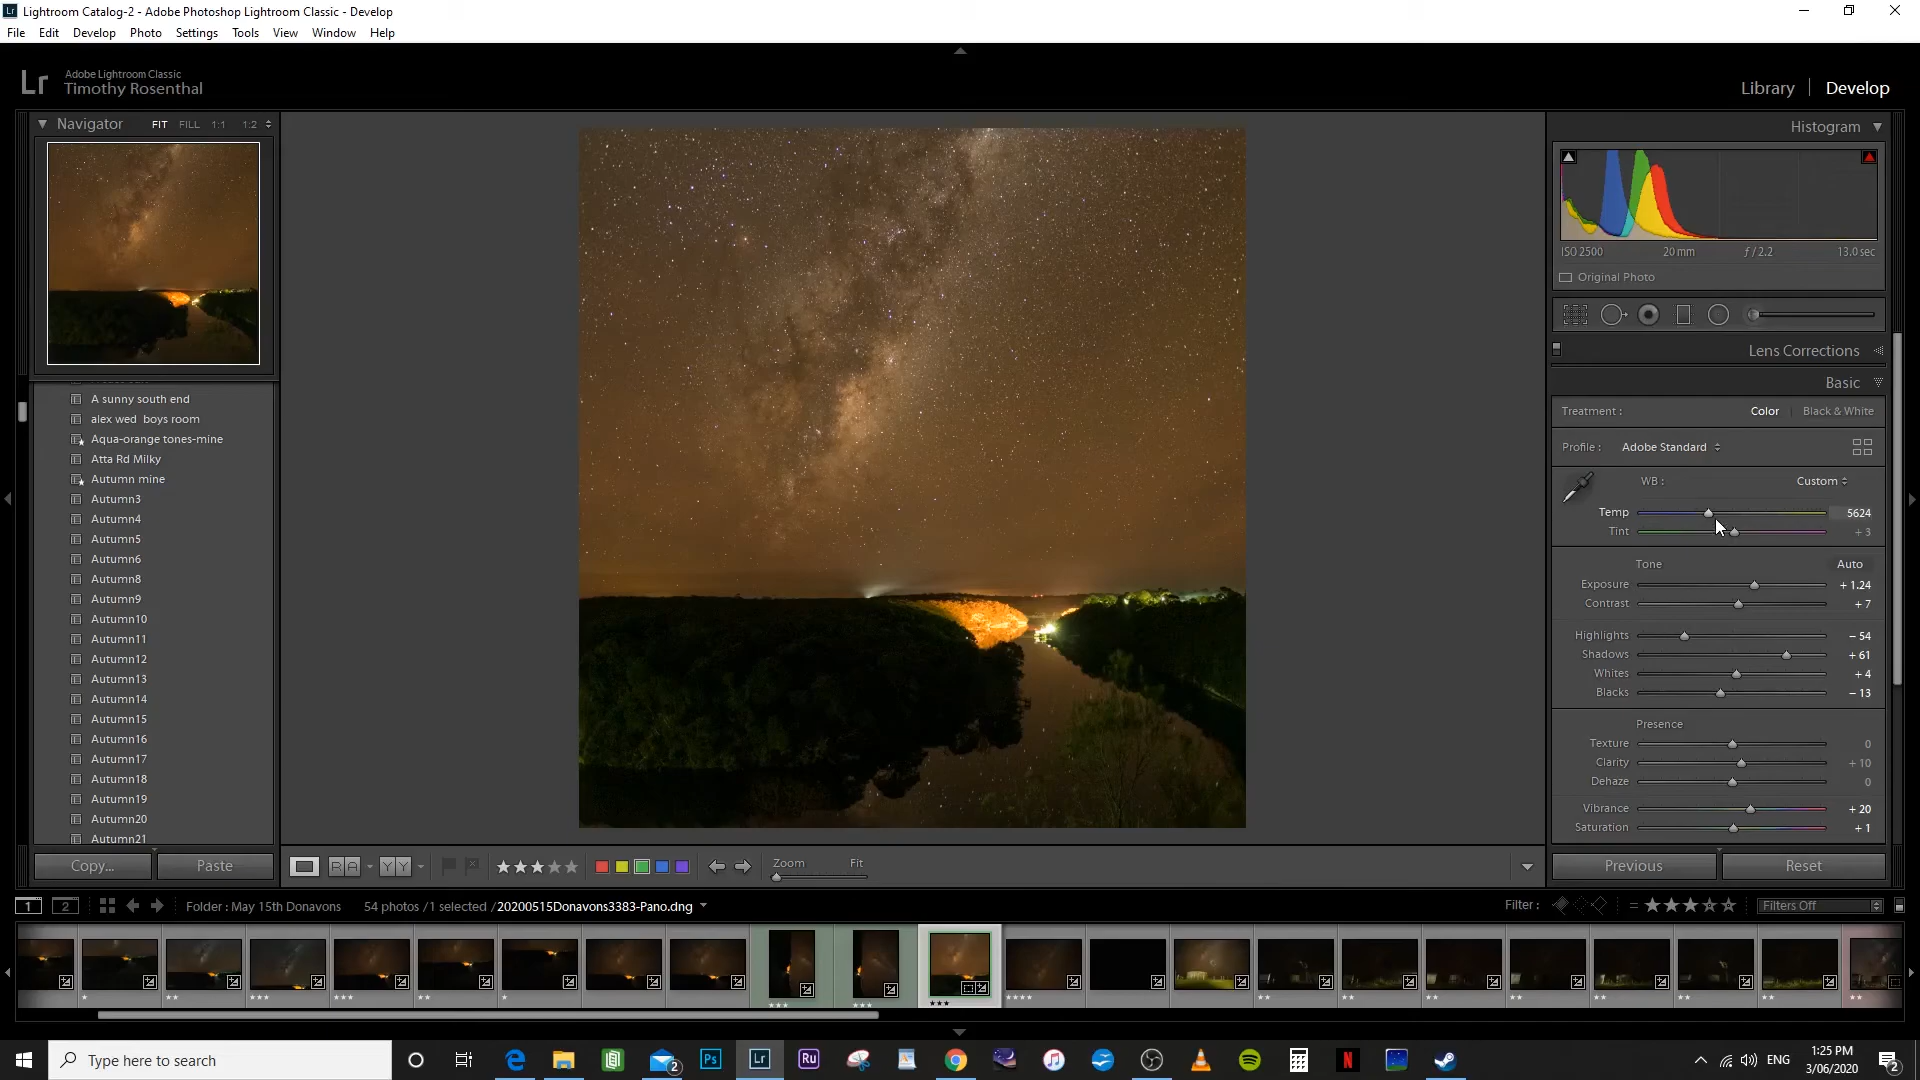 Lightroom Catalog-2 - Adobe Photoshop Lightroom Classic - Develop
File Edit Develop Photo Settings Tools View Window Help
Lr Adobe Lightroom Classic
Timothy Rosenthal
Library | Develop
Navigator FIT FILL 1:1 1:2
Histogram
ISO 2500 20 mm ƒ / 2.2 13.0 sec
Original Photo
Lens Corrections
Basic
Treatment : Color | Black & White
Profile : Adobe Standard
WB : Custom
Temp 5624
Tint + 3
Tone Auto
Exposure + 1.24
Contrast + 7
Highlights – 54
Shadows + 61
Whites + 4
Blacks – 13
Presence
Texture 0
Clarity + 10
Dehaze 0
Vibrance + 20
Saturation + 1
A sunny south end
alex wed boys room
Aqua-orange tones-mine
Atta Rd Milky
Autumn mine
Autumn3
Autumn4
Autumn5
Autumn6
Autumn8
Autumn9
Autumn10
Autumn11
Autumn12
Autumn13
Autumn14
Autumn15
Autumn16
Autumn17
Autumn18
Autumn19
Autumn20
Autumn21
Copy... Paste
R A Y Y
Zoom Fit
Previous Reset
1 2 Folder : May 15th Donavons 54 photos / 1 selected / 20200515Donavons3383-Pano.dng
Filter : Filters Off
Type here to search
2 Ps Lr Ru N
ENG
1:25 PM
3/06/2020
2